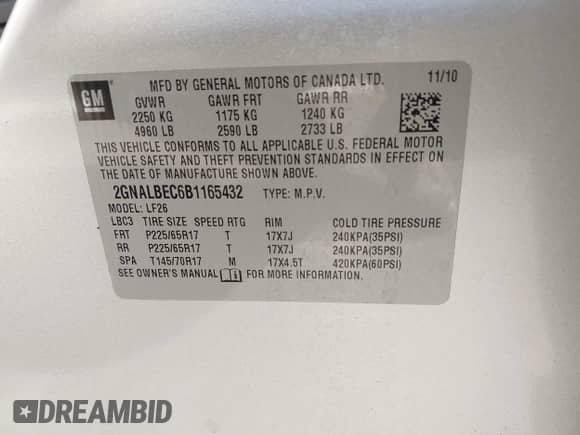 GM
MFD BY GENERAL MOTORS OF CANADA LTD. 11/10
GVWR GAWR FRT GAWR RR
2250 KG 1175 KG 1240 KG
4960 LB 2590 LB 2733 LB
THIS VEHICLE CONFORMS TO ALL APPLICABLE U.S. FEDERAL MOTOR
VEHICLE SAFETY AND THEFT PREVENTION STANDARDS IN EFFECT ON
THE DATE OF MANUFACTURE SHOWN ABOVE.
2GNALBEC6B1165432 TYPE: M.P.V.
MODEL: LF26
LBC3 TIRE SIZE SPEED RTG RIM COLD TIRE PRESSURE
FRT P225/65R17 T 17X7J 240KPA(35PSI)
RR P225/65R17 T 17X7J 240KPA(35PSI)
SPA T145/70R17 M 17X4.5T 420KPA(60PSI)
SEE OWNER'S MANUAL FOR MORE INFORMATION.
DREAMBID